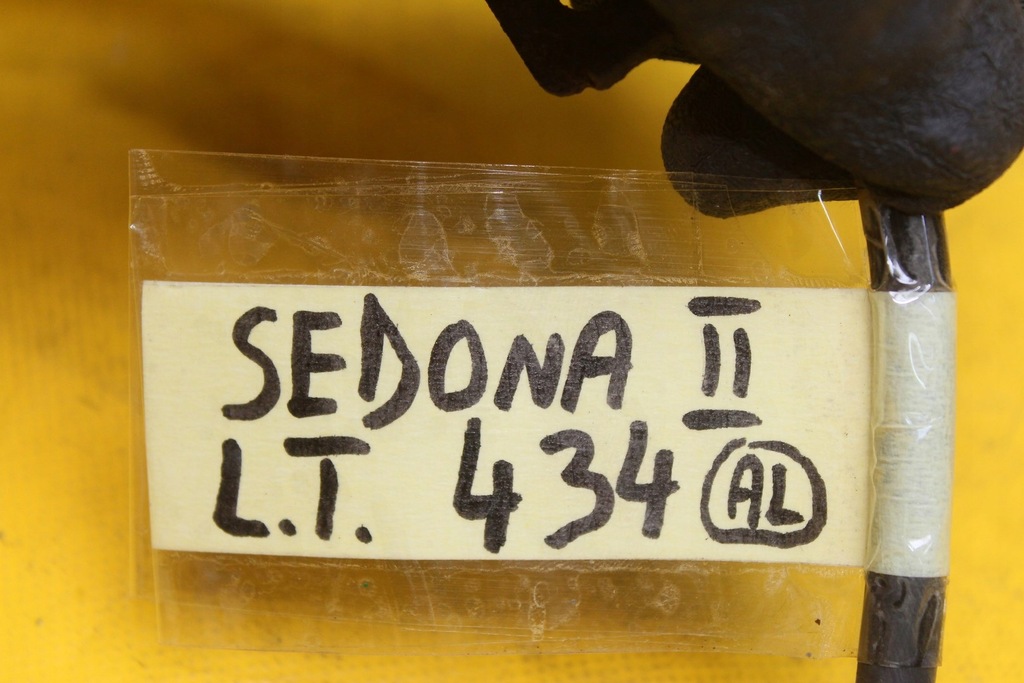 SEDONA II
L.T. 434 AL